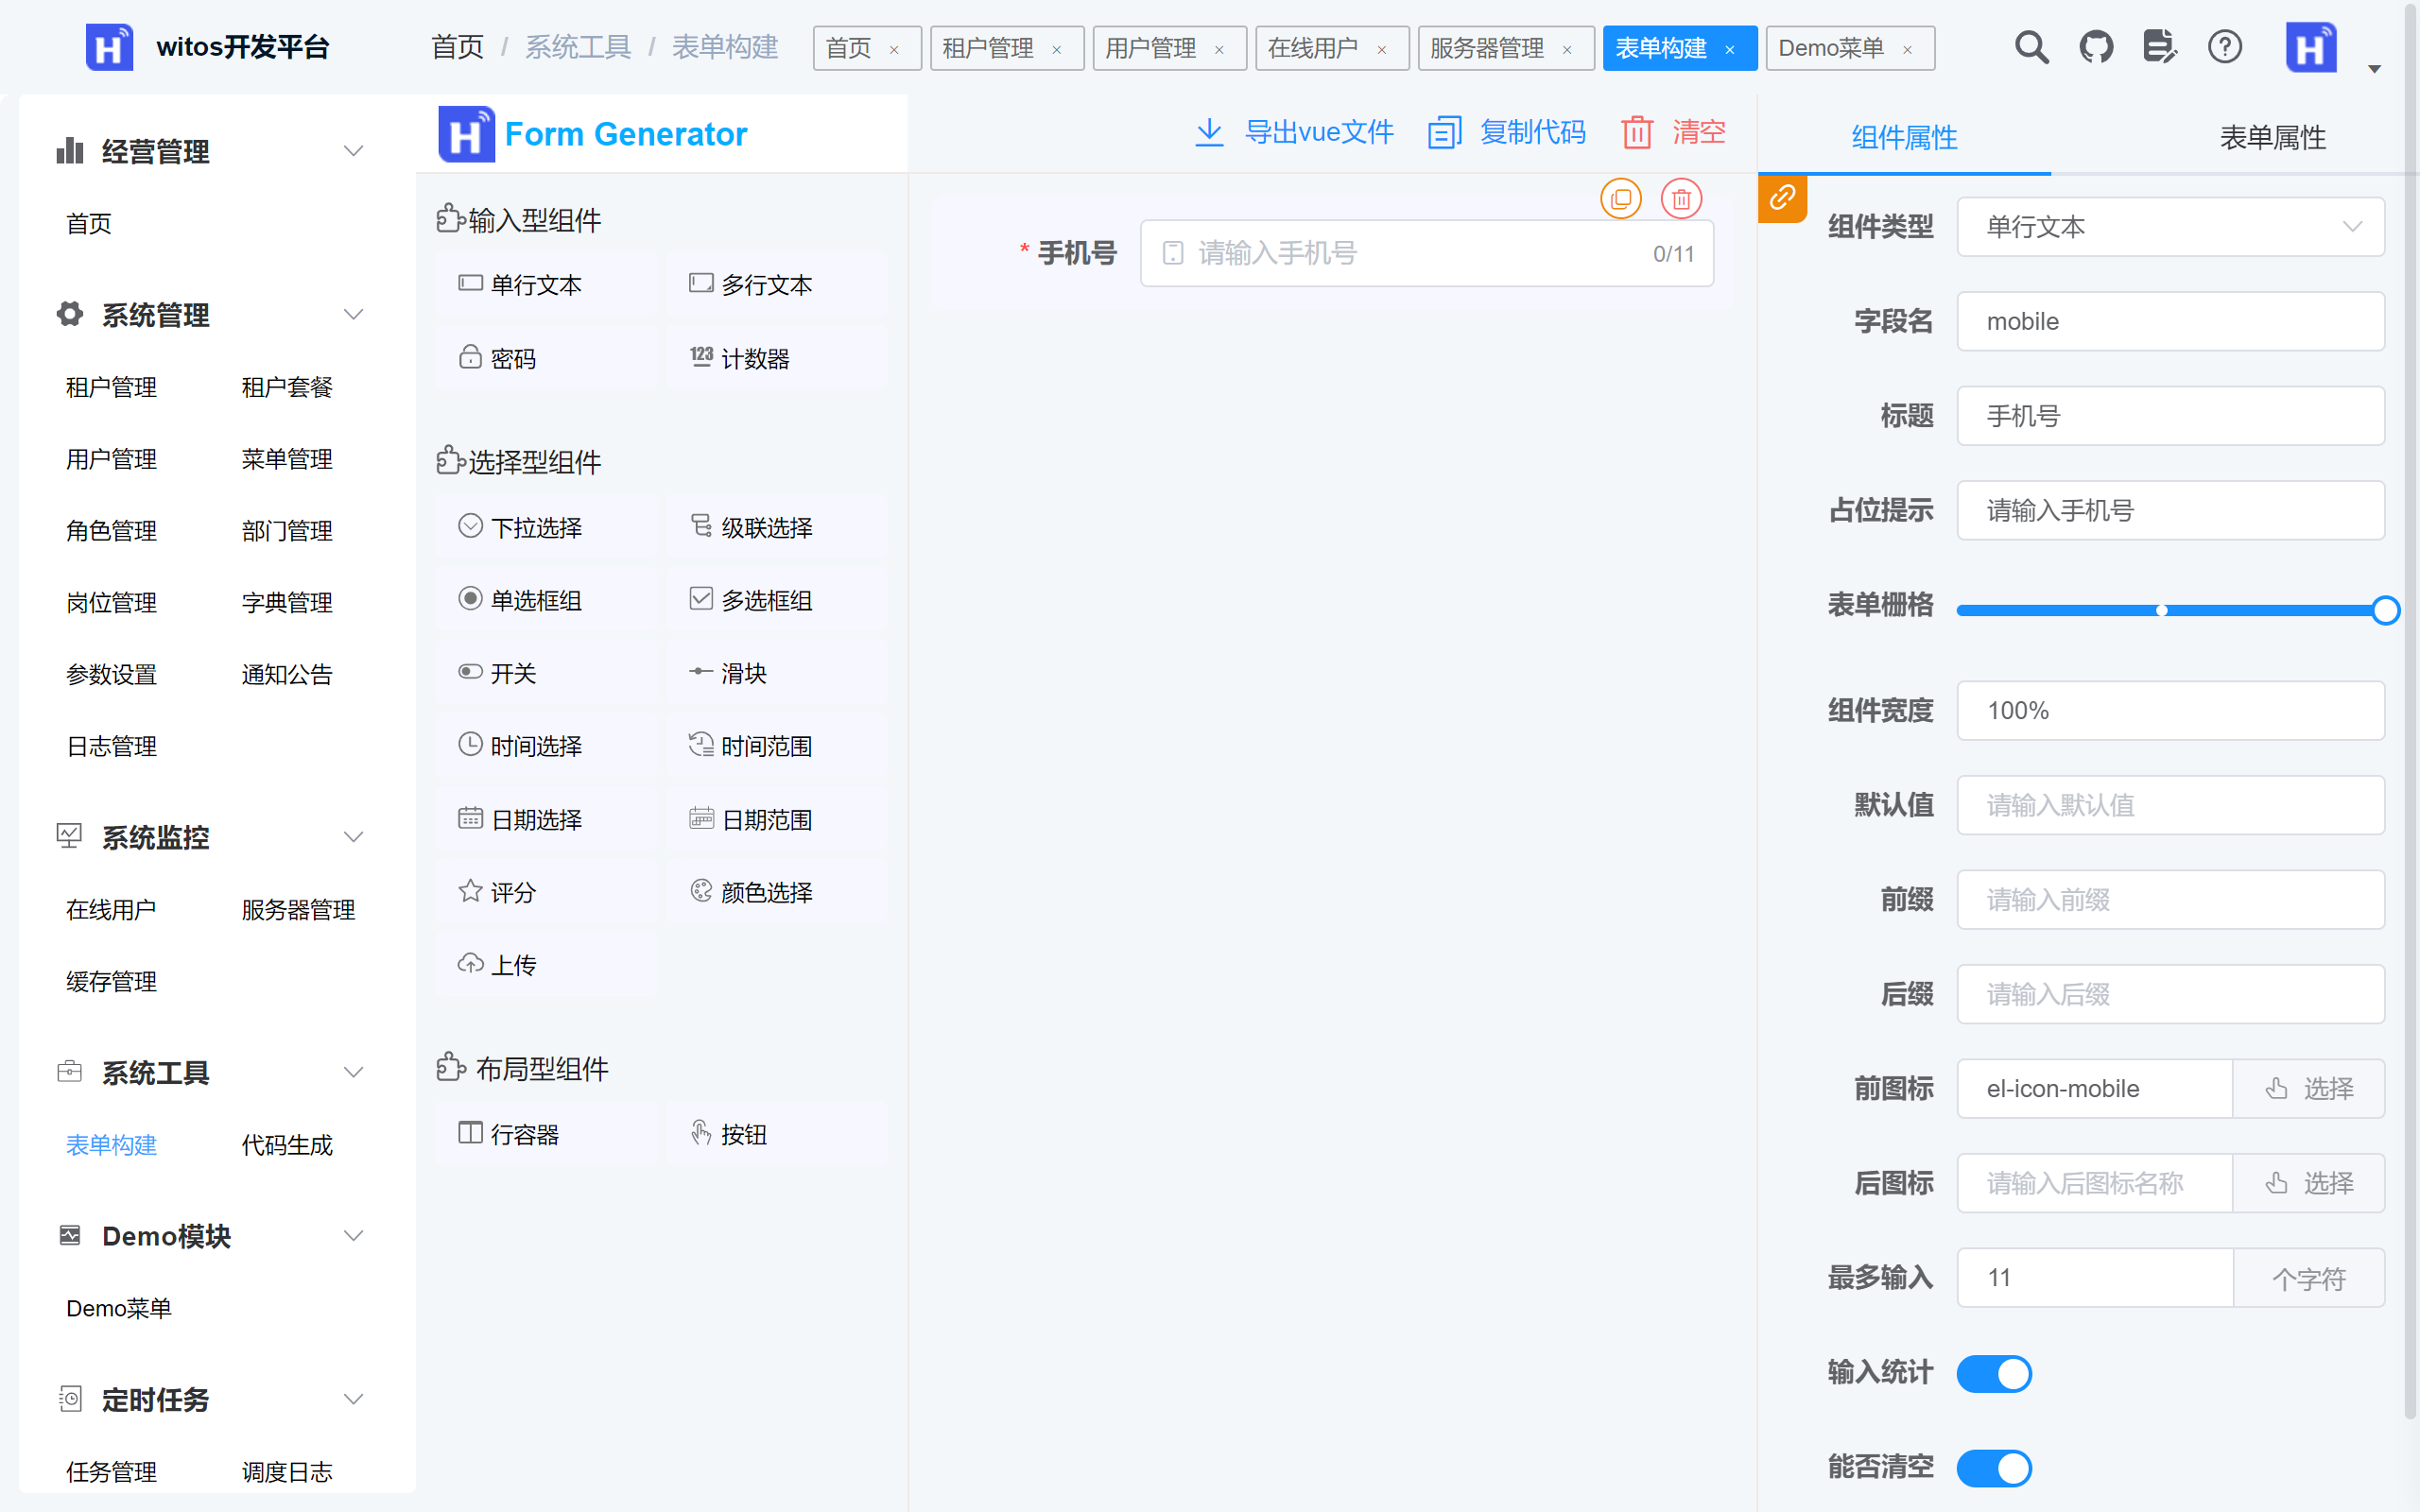 witos开发平台
首页 / 系统工具 / 表单构建
首页 ×
租户管理 ×
用户管理 ×
在线用户 ×
服务器管理 ×
表单构建 ×
Demo菜单 ×
经营管理
首页
系统管理
租户管理 租户套餐
用户管理 菜单管理
角色管理 部门管理
岗位管理 字典管理
参数设置 通知公告
日志管理
系统监控
在线用户 服务器管理
缓存管理
系统工具
表单构建 代码生成
Demo模块
Demo菜单
定时任务
任务管理 调度日志
Form Generator
输入型组件
单行文本 多行文本
密码 计数器
选择型组件
下拉选择 级联选择
单选框组 多选框组
开关 滑块
时间选择 时间范围
日期选择 日期范围
评分 颜色选择
上传
布局型组件
行容器 按钮
导出vue文件 复制代码 清空
* 手机号 请输入手机号 0/11
组件属性 表单属性
组件类型 单行文本
字段名 mobile
标题 手机号
占位提示 请输入手机号
表单栅格
组件宽度 100%
默认值 请输入默认值
前缀 请输入前缀
后缀 请输入后缀
前图标 el-icon-mobile 选择
后图标 请输入后图标名称 选择
最多输入 11 个字符
输入统计
能否清空